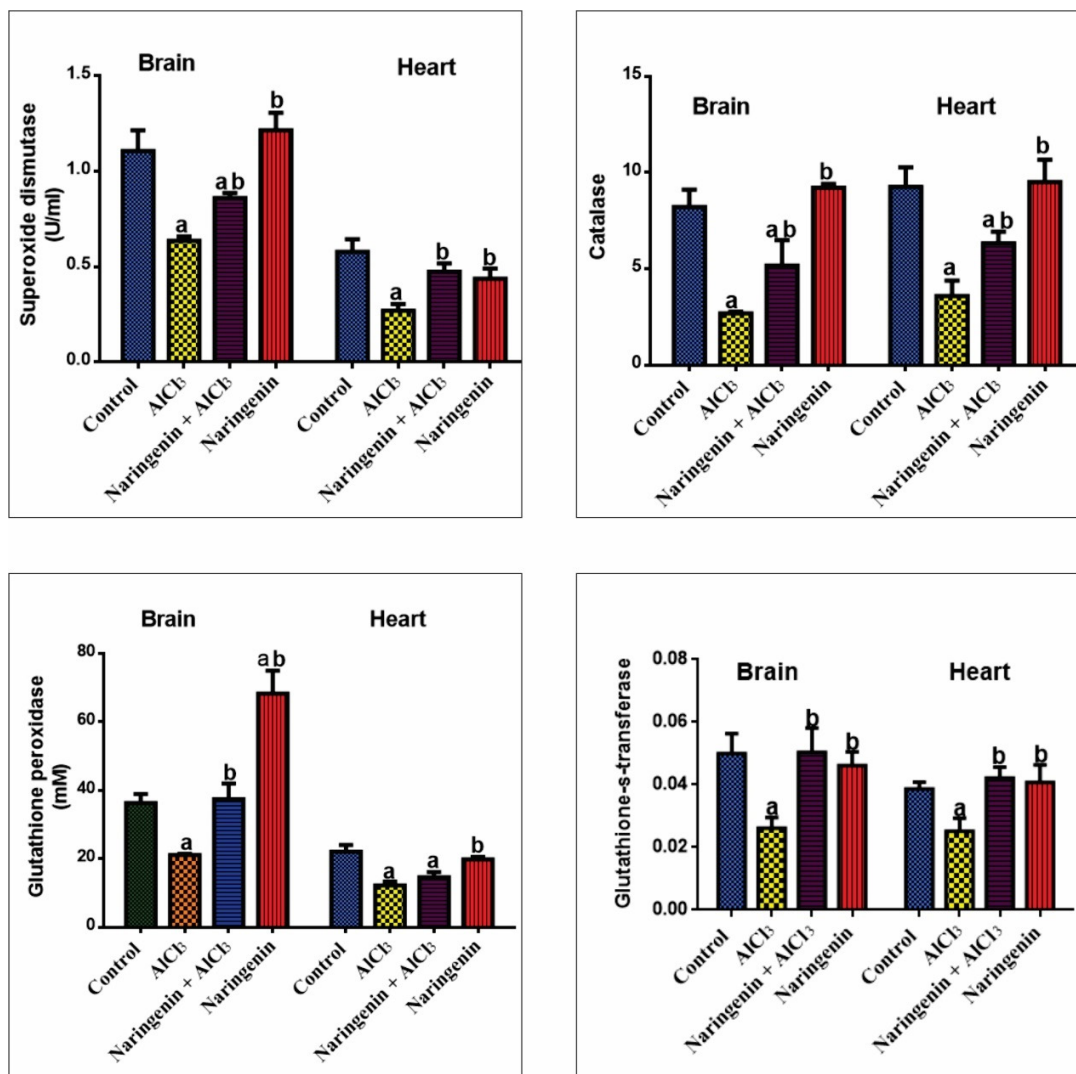 Brain
Heart
Superoxide dismutase
(U/ml)
1.5
1.0
0.5
0.0
a
ab
b
a
b
b
Control
AlCl3
Naringenin + AlCl3
Naringenin
Control
AlCl3
Naringenin + AlCl3
Naringenin
Brain
Heart
Catalase
15
10
5
0
a
ab
b
a
ab
b
Control
AlCl3
Naringenin + AlCl3
Naringenin
Control
AlCl3
Naringenin + AlCl3
Naringenin
Brain
Heart
Glutathione peroxidase
(mM)
80
60
40
20
0
a
b
ab
a
a
b
Control
AlCl3
Naringenin + AlCl3
Naringenin
Control
AlCl3
Naringenin + AlCl3
Naringenin
Brain
Heart
Glutathione-s-transferase
0.08
0.06
0.04
0.02
0.00
a
b
b
a
b
b
Control
AlCl3
Naringenin + AlCl3
Naringenin
Control
AlCl3
Naringenin + AlCl3
Naringenin